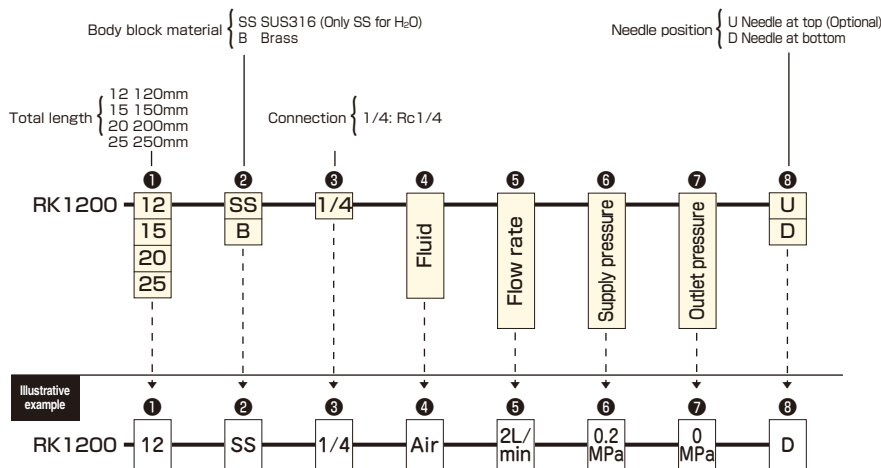 Body block material { SS SUS316 (Only SS for H₂O)
B Brass
Needle position { U Needle at top (Optional)
D Needle at bottom
Total length { 12 120mm
15 150mm
20 200mm
25 250mm
Connection { 1/4: Rc1/4
❶ ❷ ❸ ❹ ❺ ❻ ❼ ❽
RK1200 12 SS 1/4 Fluid Flow rate Supply pressure Outlet pressure U
15 B D
20
25
Illustrative
example
❶ ❷ ❸ ❹ ❺ ❻ ❼ ❽
RK1200 12 SS 1/4 Air 2L/min 0.2 MPa 0 MPa D